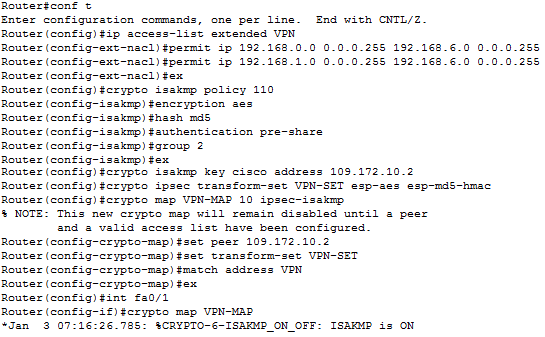 Router#conf t
Enter configuration commands, one per line.  End with CNTL/Z.
Router(config)#ip access-list extended VPN
Router(config-ext-nacl)#permit ip 192.168.0.0 0.0.0.255 192.168.6.0 0.0.0.255
Router(config-ext-nacl)#permit ip 192.168.1.0 0.0.0.255 192.168.6.0 0.0.0.255
Router(config-ext-nacl)#ex
Router(config)#crypto isakmp policy 110
Router(config-isakmp)#encryption aes
Router(config-isakmp)#hash md5
Router(config-isakmp)#authentication pre-share
Router(config-isakmp)#group 2
Router(config-isakmp)#ex
Router(config)#crypto isakmp key cisco address 109.172.10.2
Router(config)#crypto ipsec transform-set VPN-SET esp-aes esp-md5-hmac
Router(config)#crypto map VPN-MAP 10 ipsec-isakmp
% NOTE: This new crypto map will remain disabled until a peer
        and a valid access list have been configured.
Router(config-crypto-map)#set peer 109.172.10.2
Router(config-crypto-map)#set transform-set VPN-SET
Router(config-crypto-map)#match address VPN
Router(config-crypto-map)#ex
Router(config)#int fa0/1
Router(config-if)#crypto map VPN-MAP
*Jan  3 07:16:26.785: %CRYPTO-6-ISAKMP_ON_OFF: ISAKMP is ON